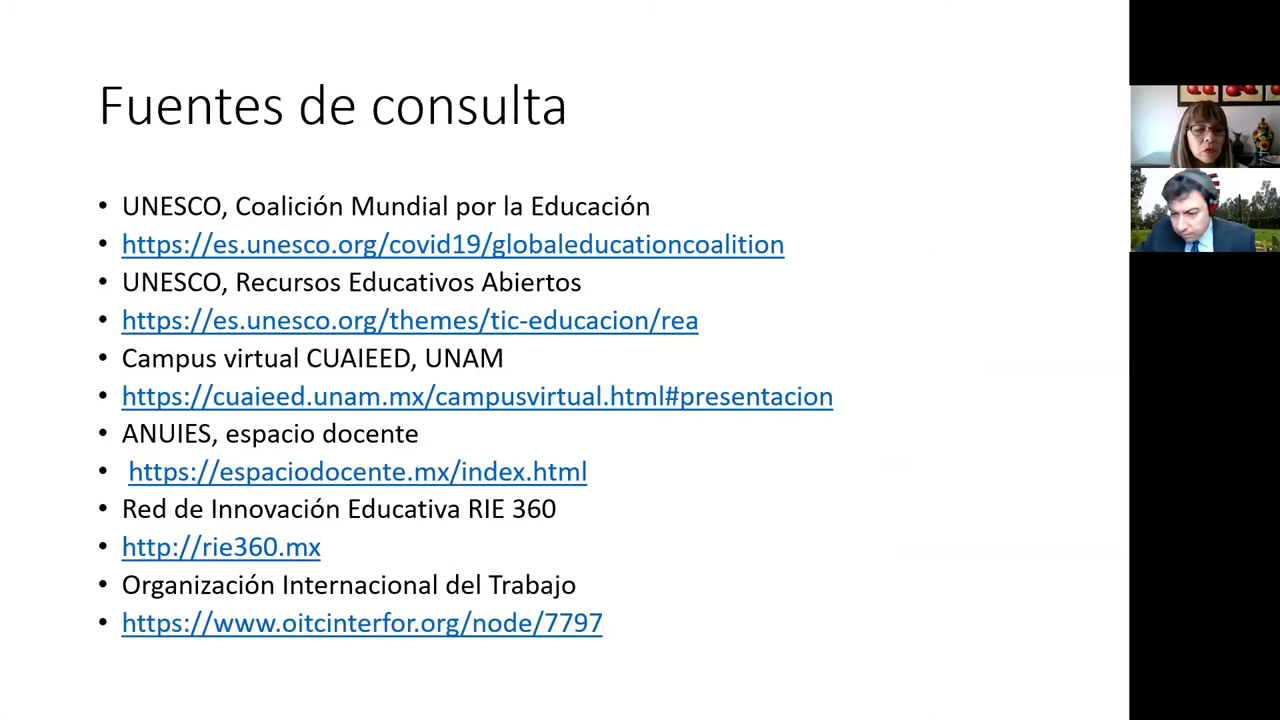 Fuentes de consulta
• UNESCO, Coalición Mundial por la Educación
• https://es.unesco.org/covid19/globaleducationcoalition
• UNESCO, Recursos Educativos Abiertos
• https://es.unesco.org/themes/tic-educacion/rea
• Campus virtual CUAIEED, UNAM
• https://cuaieed.unam.mx/campusvirtual.html#presentacion
• ANUIES, espacio docente
• https://espaciodocente.mx/index.html
• Red de Innovación Educativa RIE 360
• http://rie360.mx
• Organización Internacional del Trabajo
• https://www.oitcinterfor.org/node/7797